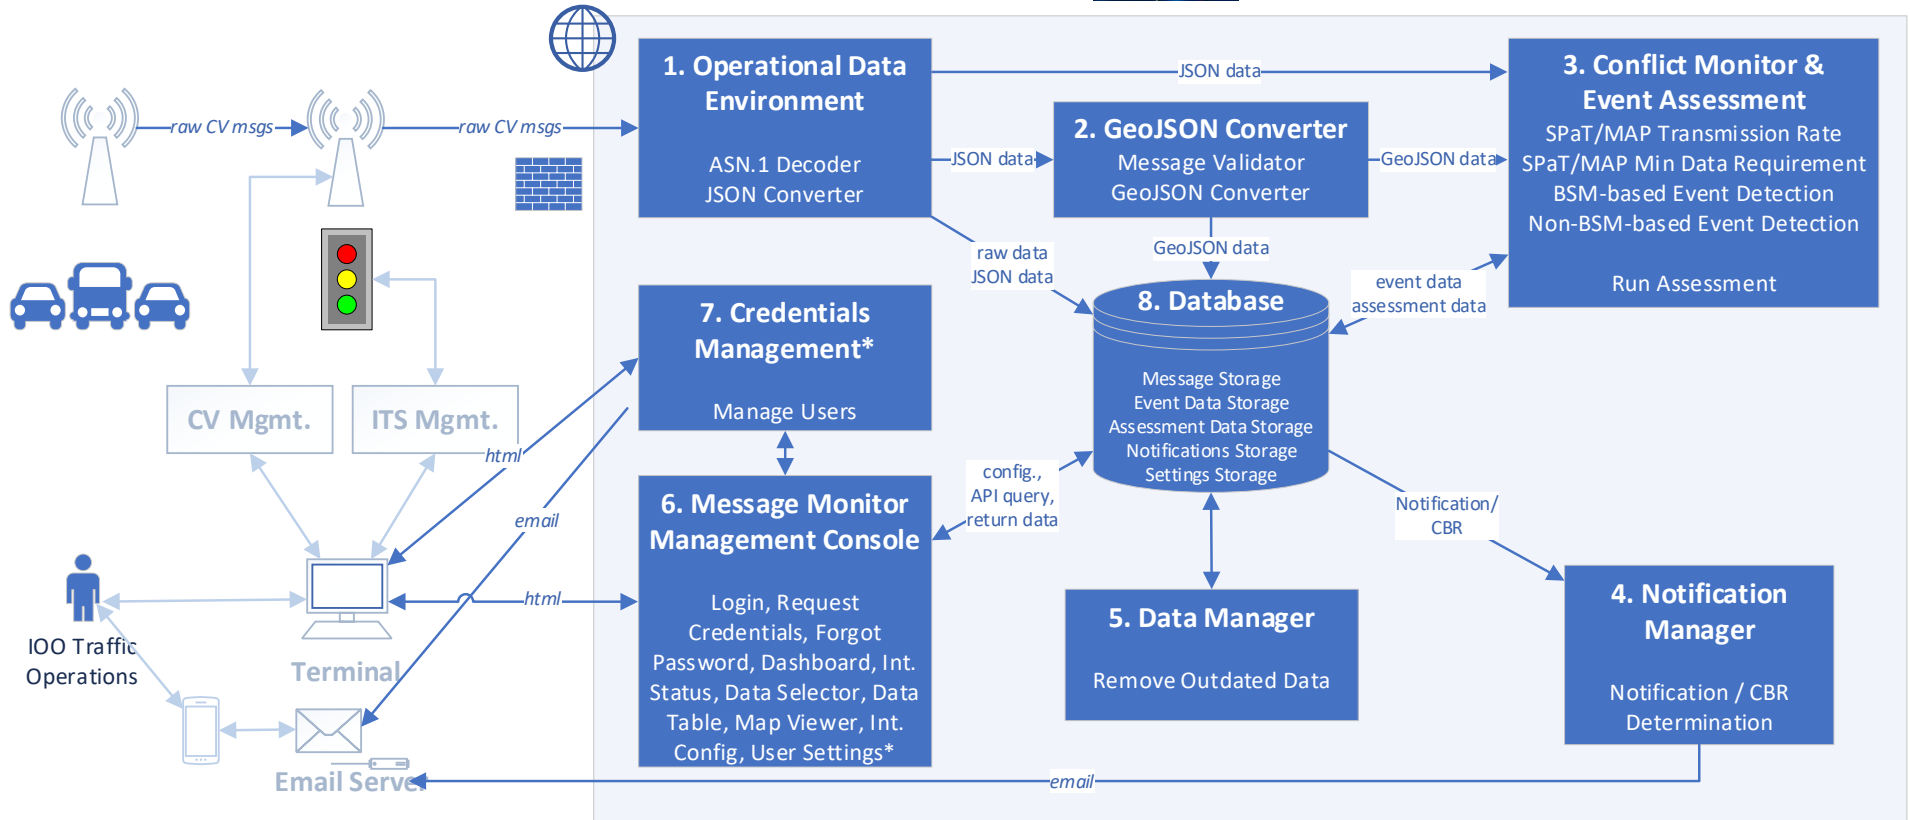 1. Operational Data
Environment
ASN.1 Decoder
JSON Converter
JSON data
3. Conflict Monitor &
Event Assessment
SPaT/MAP Transmission Rate
SPaT/MAP Min Data Requirement
BSM-based Event Detection
Non-BSM-based Event Detection
Run Assessment
raw CV msgs
raw CV msgs
JSON data
2. GeoJSON Converter
Message Validator
GeoJSON Converter
GeoJSON data
raw data
JSON data
GeoJSON data
event data
assessment data
7. Credentials
Management*
Manage Users
8. Database
Message Storage
Event Data Storage
Assessment Data Storage
Notifications Storage
Settings Storage
CV Mgmt.
ITS Mgmt.
html
email
config.,
API query,
return data
Notification/
CBR
6. Message Monitor
Management Console
Login, Request
Credentials, Forgot
Password, Dashboard, Int.
Status, Data Selector, Data
Table, Map Viewer, Int.
Config, User Settings*
html
IOO Traffic
Operations
Terminal
5. Data Manager
Remove Outdated Data
4. Notification
Manager
Notification / CBR
Determination
Email Server
email